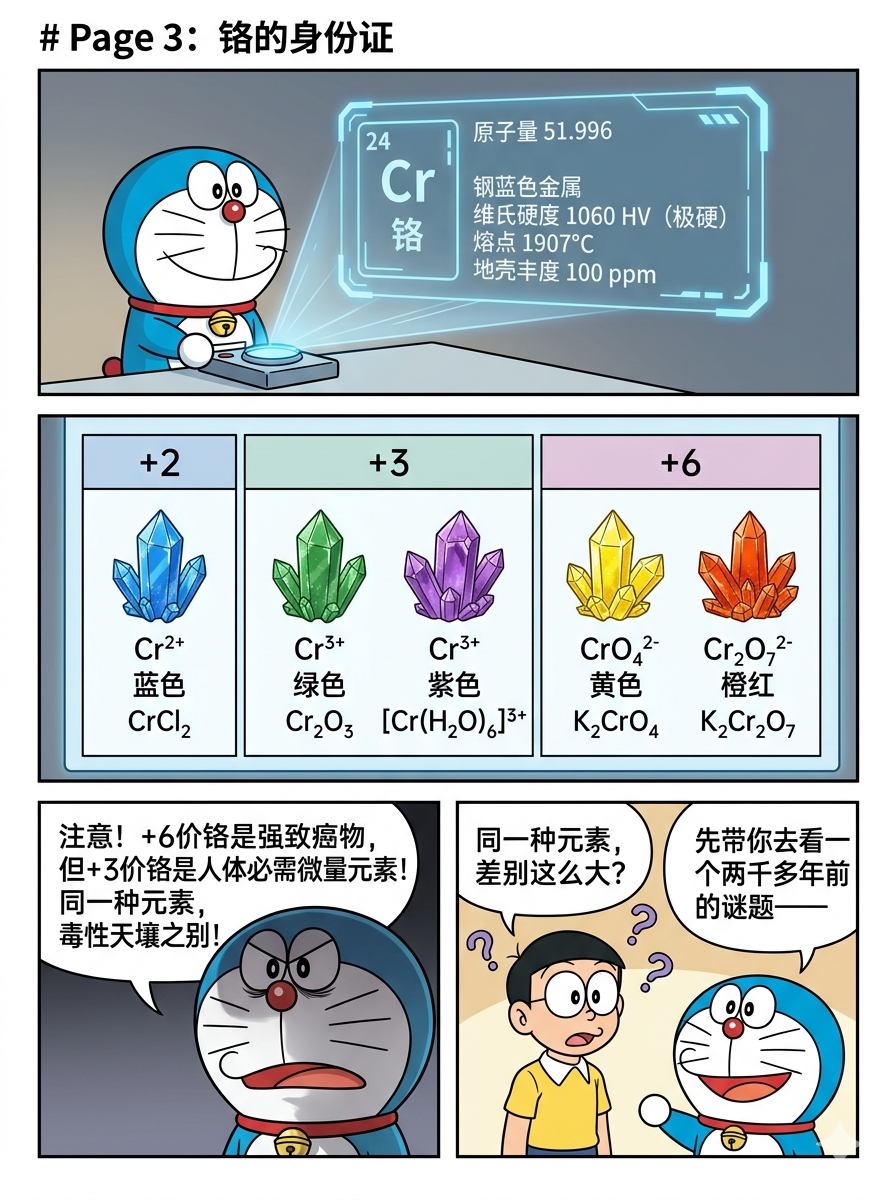 # Page 3：铬的身份证
24
Cr
铬
原子量 51.996
钢蓝色金属
维氏硬度 1060 HV（极硬）
熔点 1907°C
地壳丰度 100 ppm
+2
+3
+6
Cr²⁺
蓝色
CrCl₂
Cr³⁺
绿色
Cr₂O₃
Cr³⁺
紫色
[Cr(H₂O)₆]³⁺
CrO₄²⁻
黄色
K₂CrO₄
Cr₂O₇²⁻
橙红
K₂Cr₂O₇
注意！+6价铬是强致癌物，
但+3价铬是人体必需微量元素！
同一种元素，
毒性天壤之别！
同一种元素，
差别这么大？
先带你去看一
个两千多年前
的谜题——